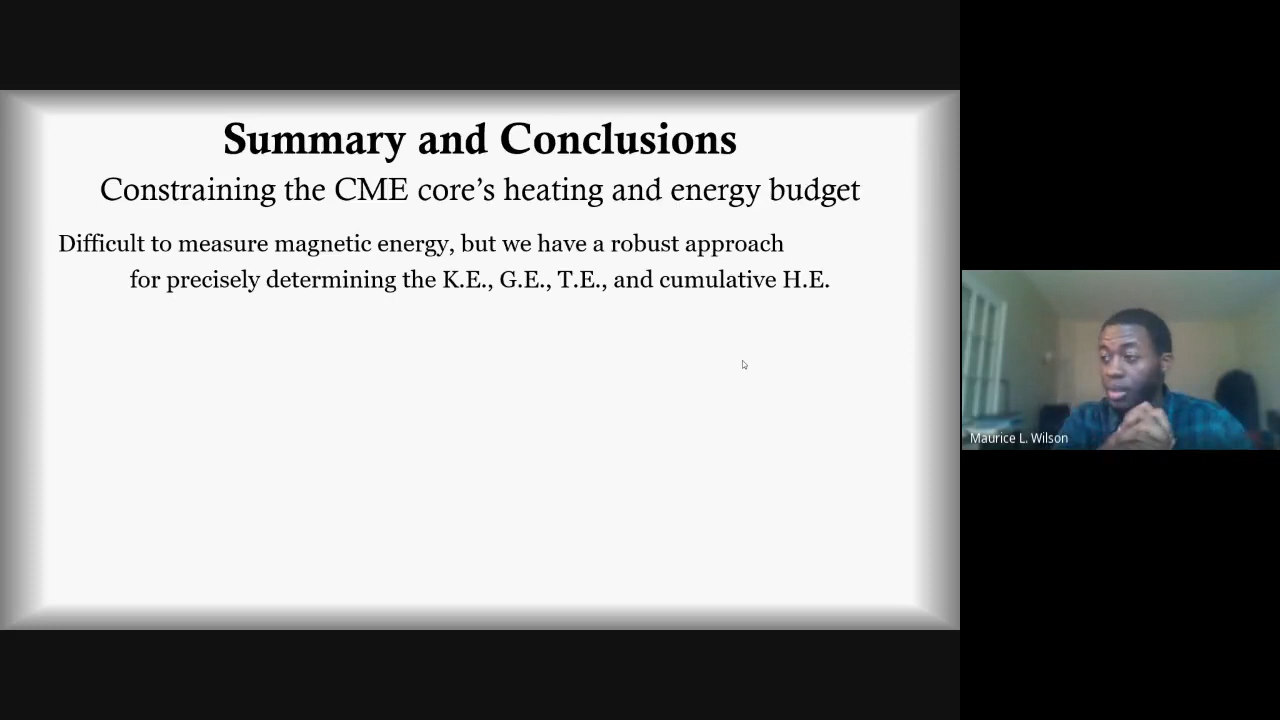 Summary and Conclusions
Constraining the CME core’s heating and energy budget
Difficult to measure magnetic energy, but we have a robust approach
for precisely determining the K.E., G.E., T.E., and cumulative H.E.
Maurice L. Wilson